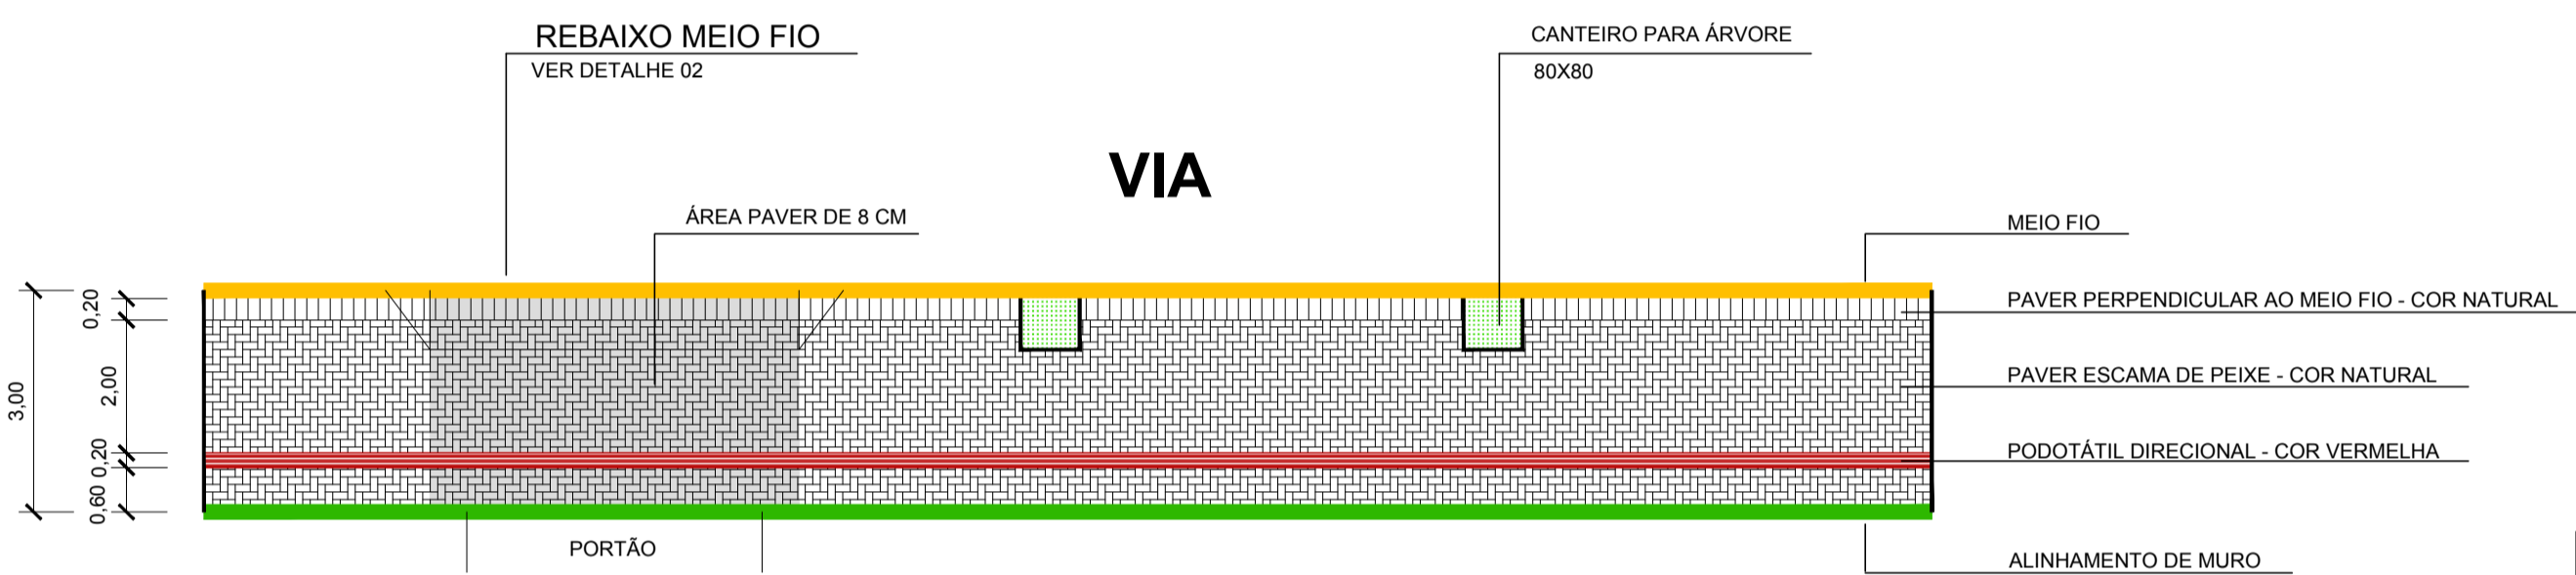 REBAIXO MEIO FIO
VER DETALHE 02
CANTEIRO PARA ÁRVORE
80X80
VIA
ÁREA PAVER DE 8 CM
MEIO FIO
PAVER PERPENDICULAR AO MEIO FIO - COR NATURAL
PAVER ESCAMA DE PEIXE - COR NATURAL
PODOTÁTIL DIRECIONAL - COR VERMELHA
ALINHAMENTO DE MURO
PORTÃO
3,00
0,20
2,00
0,20
0,60